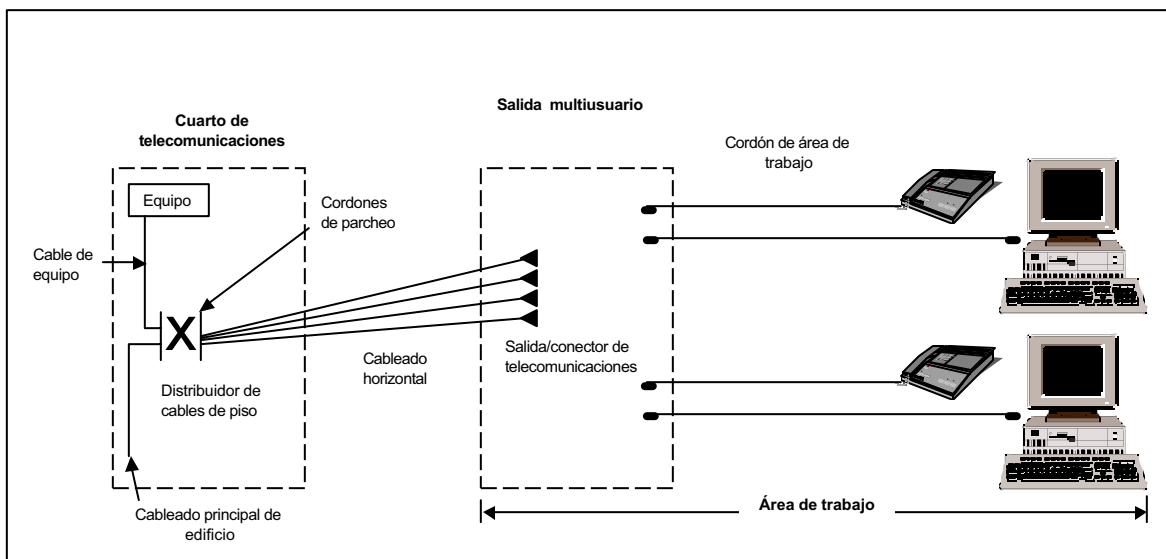 Salida multiusuario
Cuarto de
telecomunicaciones
Cordón de área de
trabajo
Equipo
Cordones
de parcheo
Cable de
equipo
X
Cableado
horizontal
Salida/conector de
telecomunicaciones
Distribuidor de
cables de piso
Cableado principal de
edificio
Área de trabajo